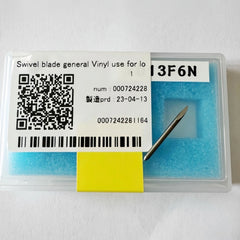 Swivel blade general Vinyl use for lo
1
13F6N
num : 000724228
製造prd : 23-04-13
0007242281164